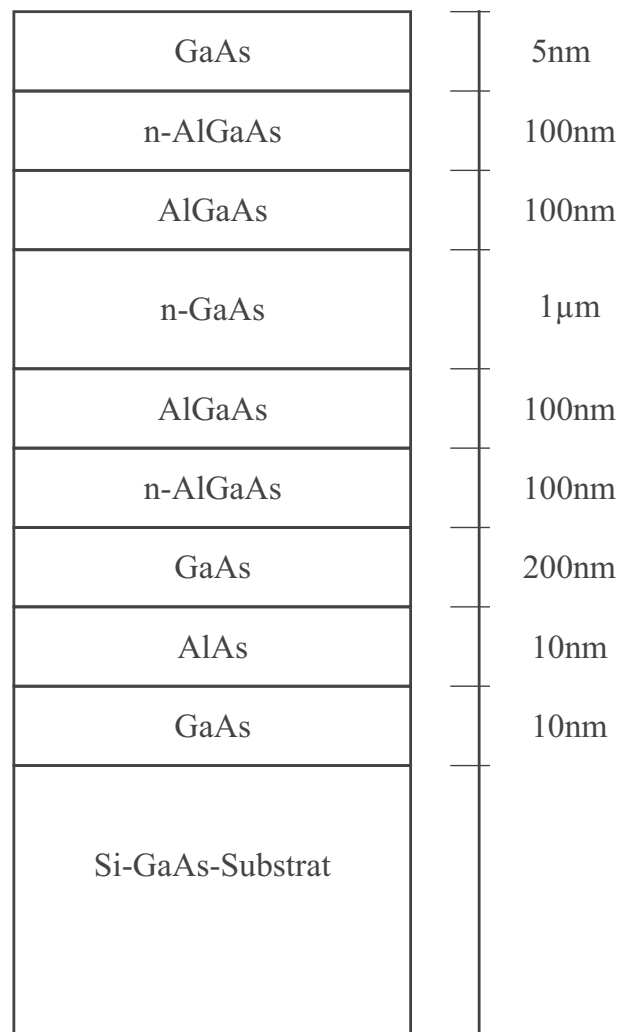 GaAs 5nm
n-AlGaAs 100nm
AlGaAs 100nm
n-GaAs 1µm
AlGaAs 100nm
n-AlGaAs 100nm
GaAs 200nm
AlAs 10nm
GaAs 10nm
Si-GaAs-Substrat